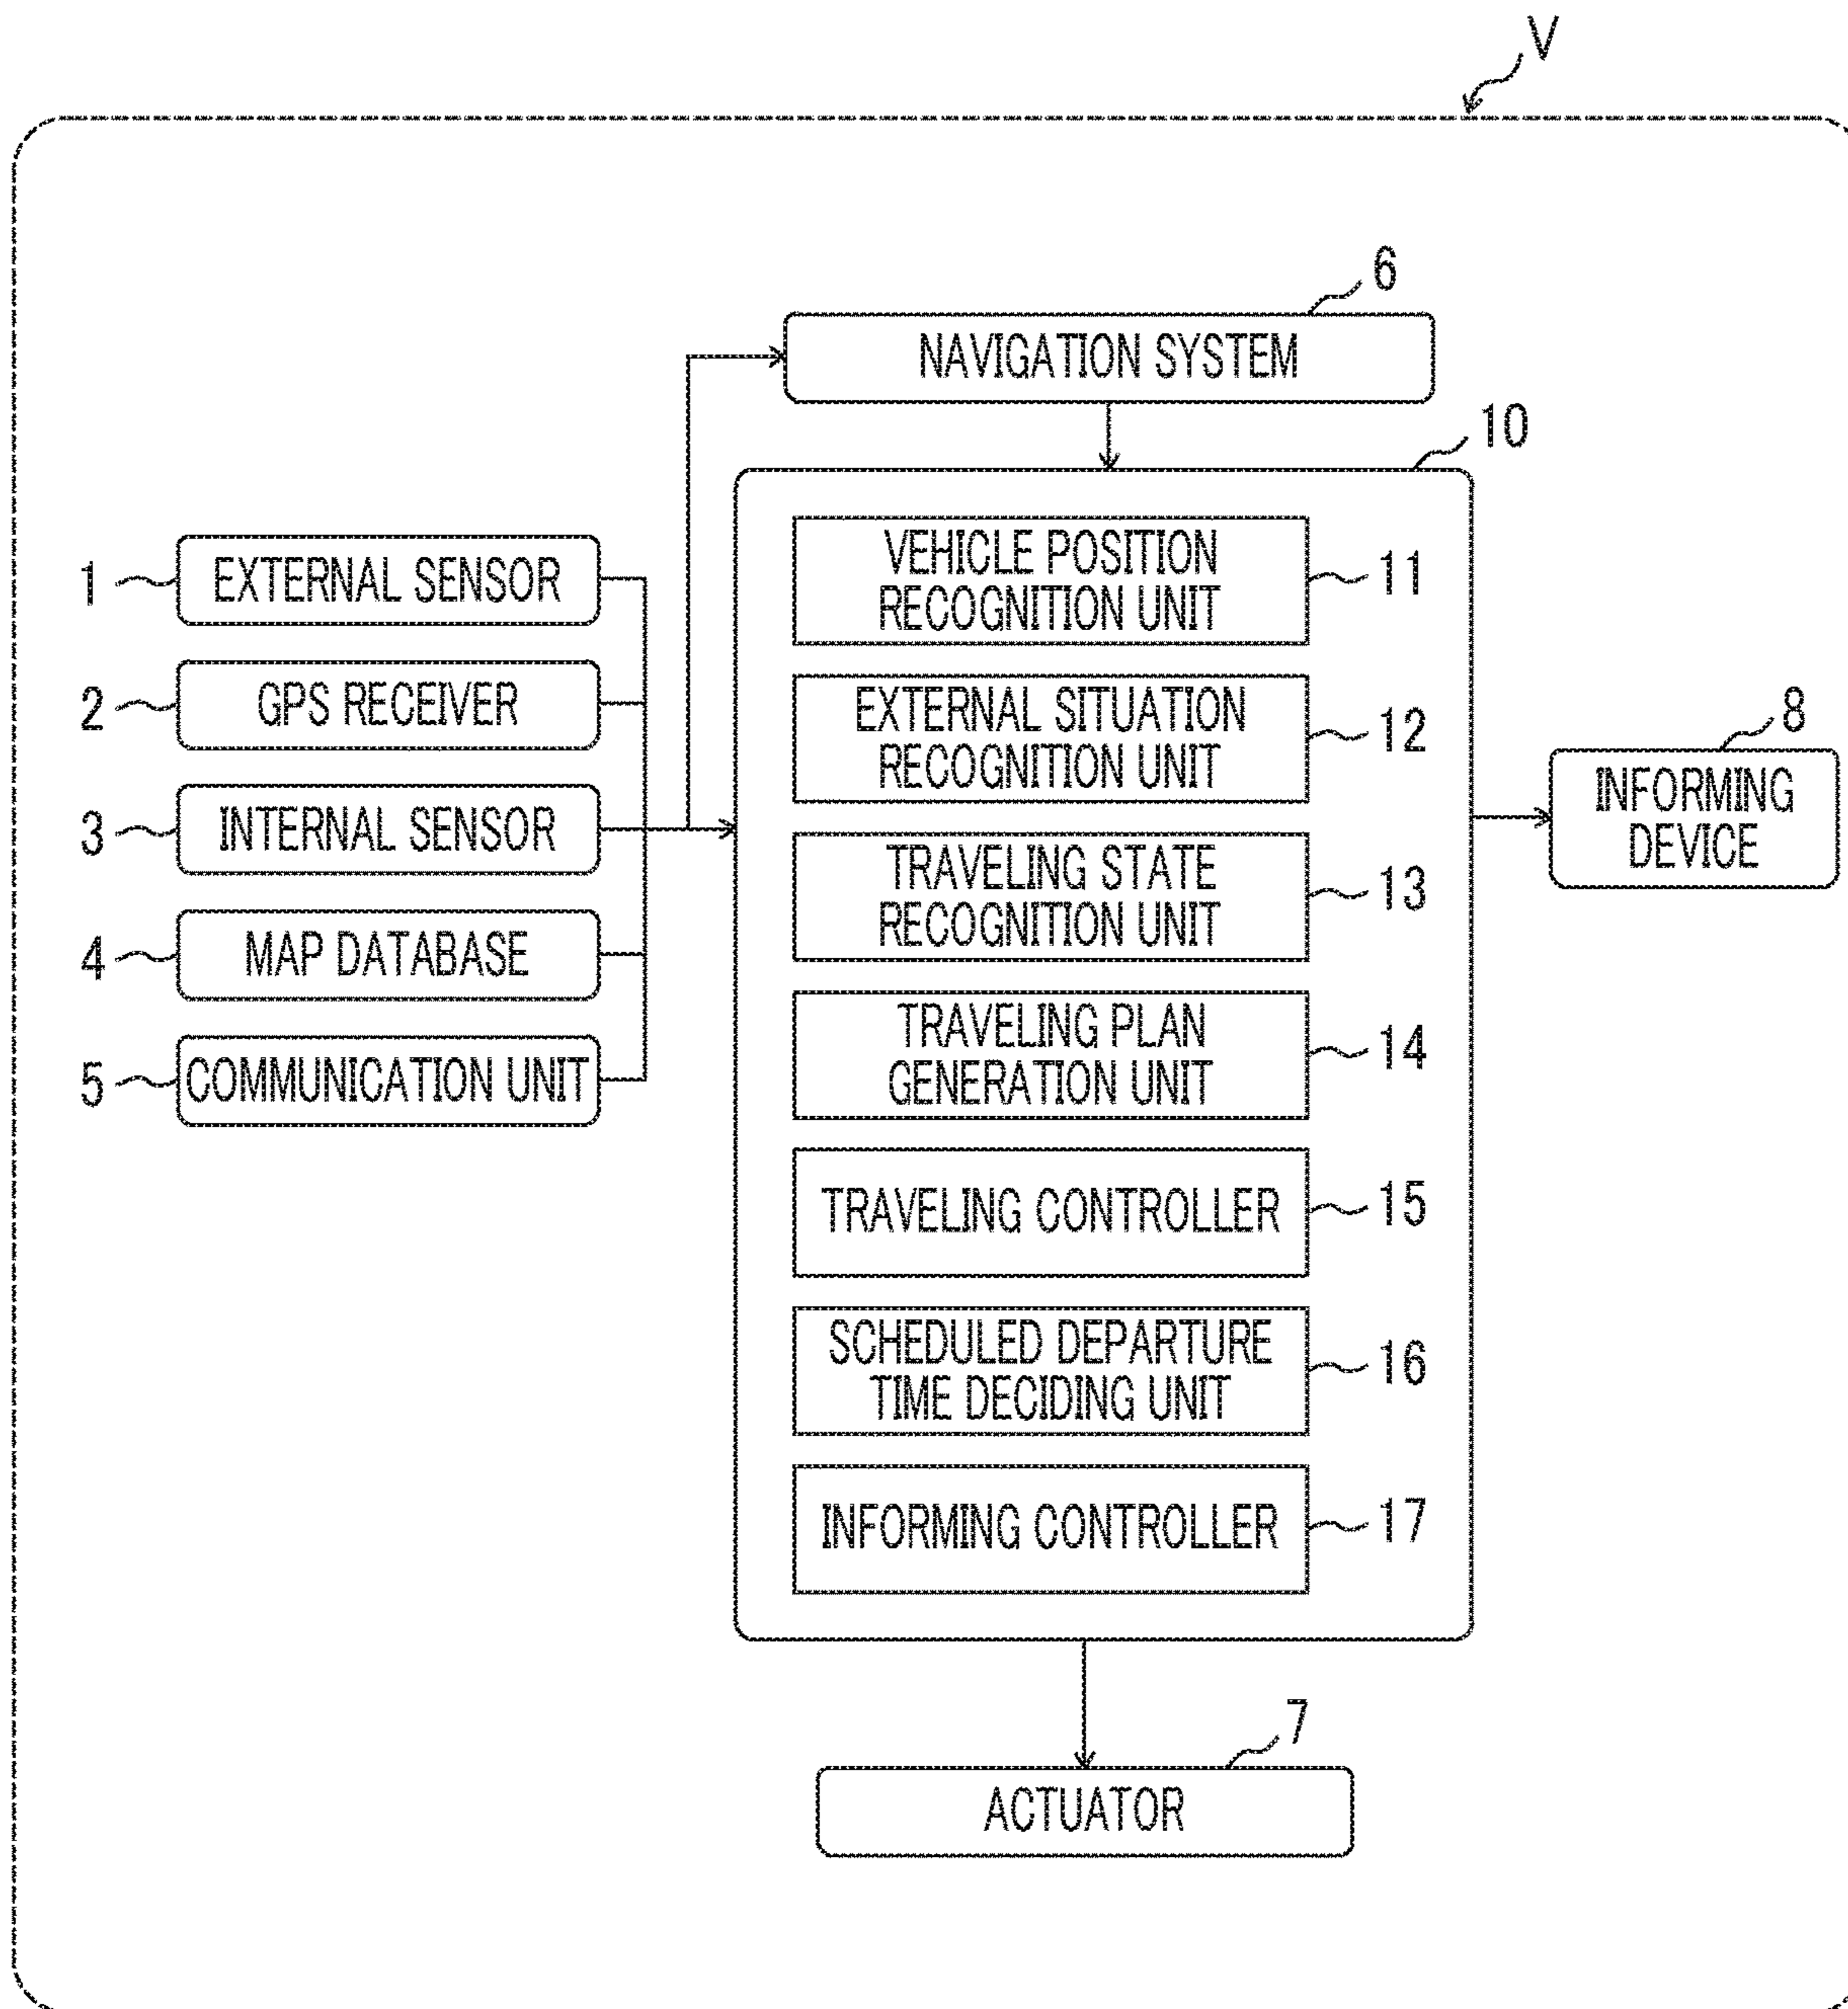 V
6
NAVIGATION SYSTEM
10
1
EXTERNAL SENSOR
2
GPS RECEIVER
3
INTERNAL SENSOR
4
MAP DATABASE
5
COMMUNICATION UNIT
VEHICLE POSITION
RECOGNITION UNIT
11
EXTERNAL SITUATION
RECOGNITION UNIT
12
TRAVELING STATE
RECOGNITION UNIT
13
TRAVELING PLAN
GENERATION UNIT
14
TRAVELING CONTROLLER
15
SCHEDULED DEPARTURE
TIME DECIDING UNIT
16
INFORMING CONTROLLER
17
8
INFORMING
DEVICE
7
ACTUATOR